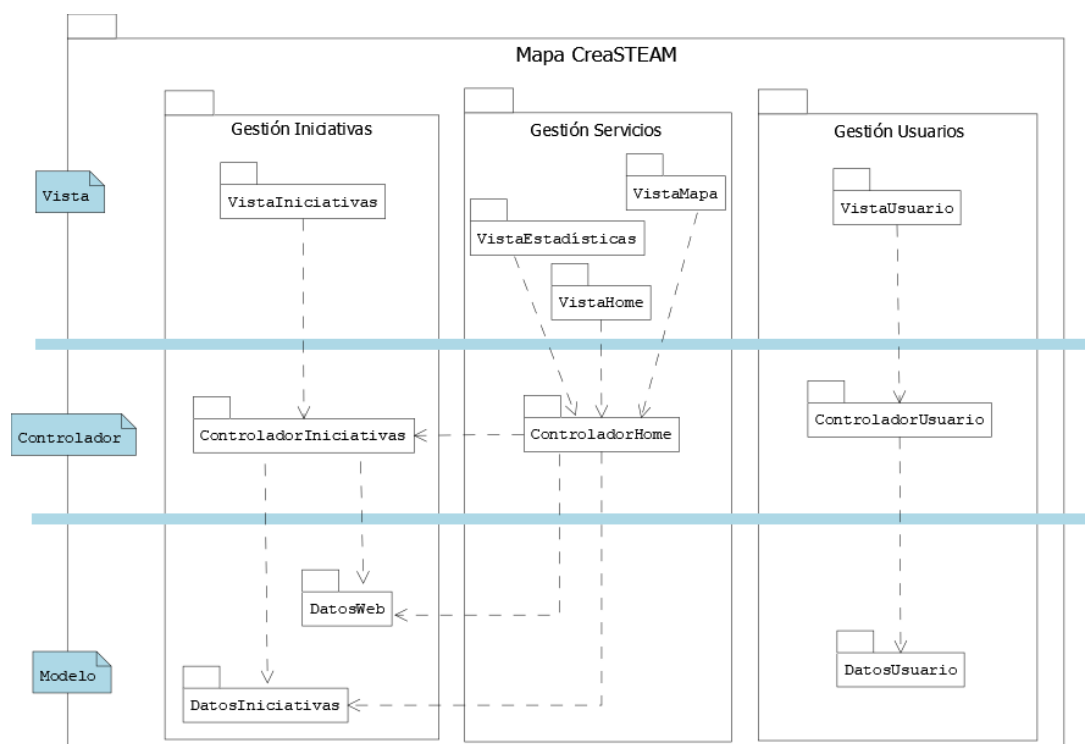 Mapa CreaSTEAM
Gestión Iniciativas
Gestión Servicios
Gestión Usuarios
Vista
VistaIniciativas
VistaMapa
VistaUsuario
VistaEstadísticas
VistaHome
Controlador
ControladorIniciativas
ControladorHome
ControladorUsuario
DatosWeb
Modelo
DatosIniciativas
DatosUsuario